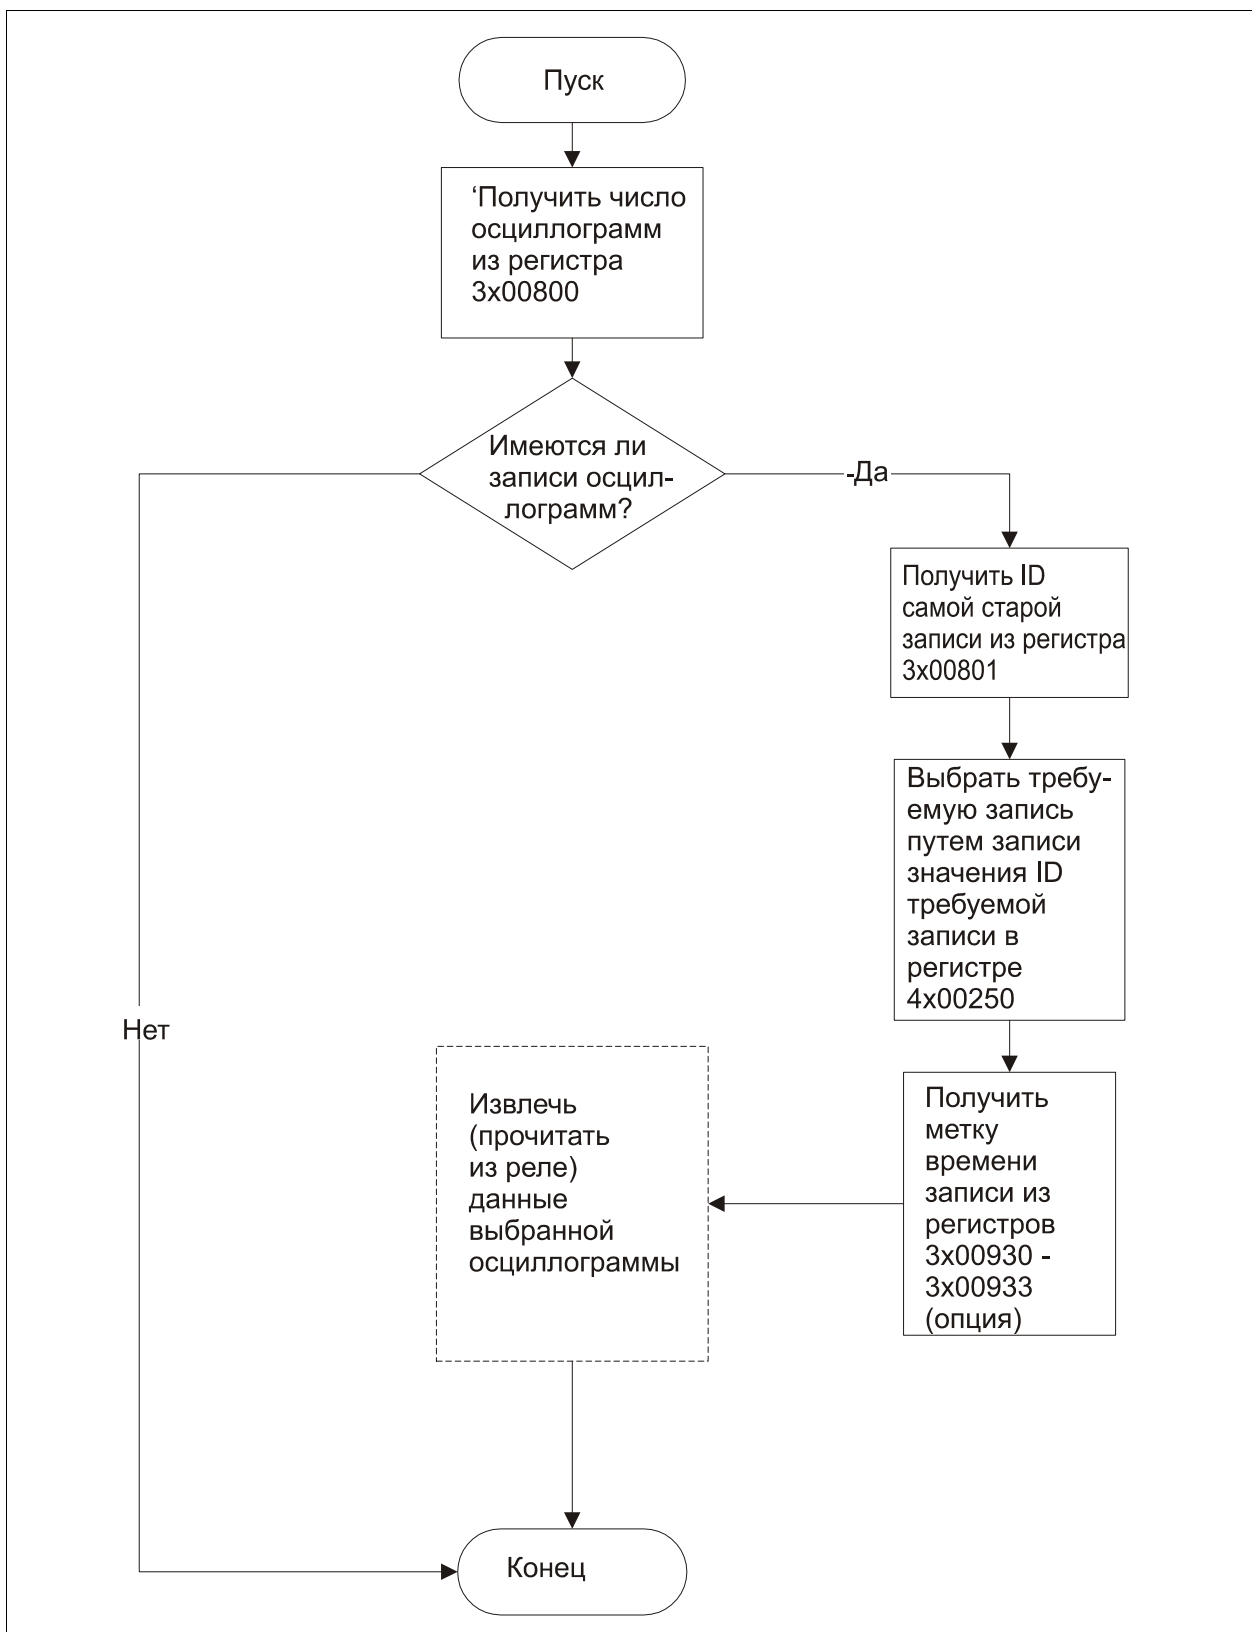 Пуск
‘Получить число
осциллограмм
из регистра
3x00800
Имеются ли
записи осцил-
лограмм?
-Да
Получить ID
самой старой
записи из регистра
3x00801
Выбрать требу-
емую запись
путем записи
значения ID
требуемой
записи в
регистре
4x00250
Нет
Получить
метку
времени
записи из
регистров
3x00930 -
3x00933
(опция)
Извлечь
(прочитать
из реле)
данные
выбранной
осциллограммы
Конец